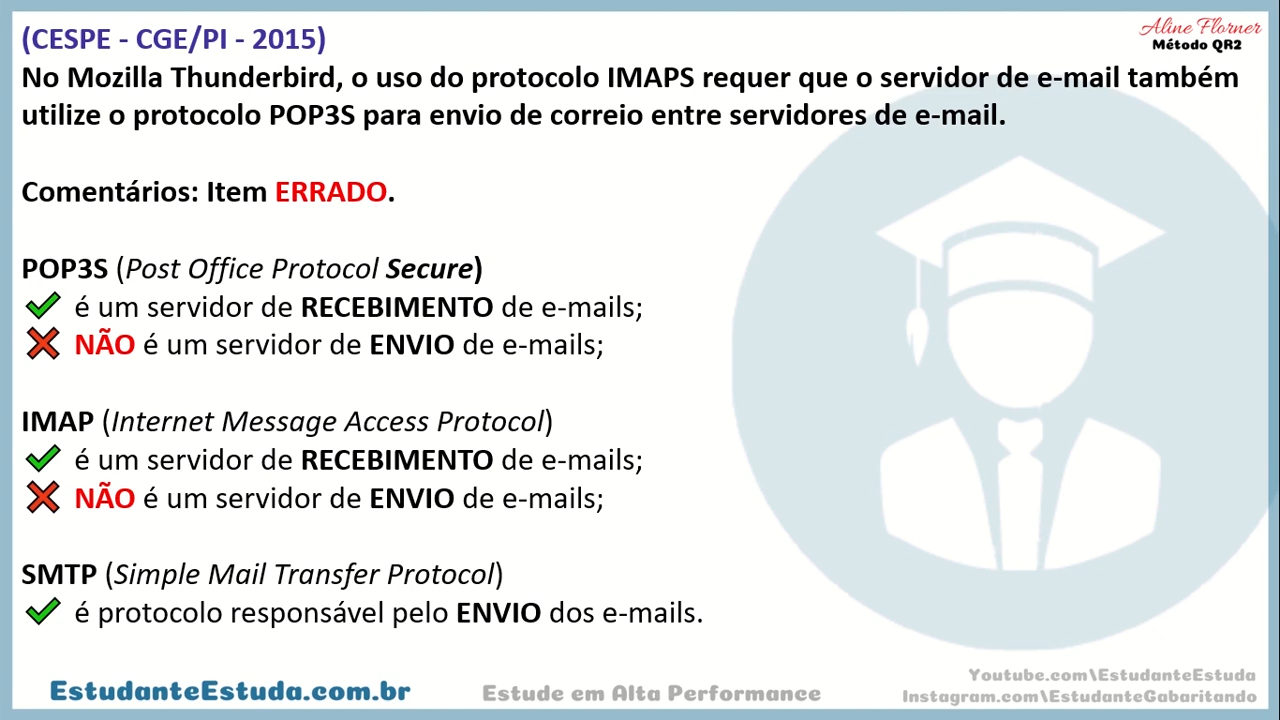 (CESPE - CGE/PI - 2015)
Aline Florner
Método QR2
No Mozilla Thunderbird, o uso do protocolo IMAPS requer que o servidor de e-mail também
utilize o protocolo POP3S para envio de correio entre servidores de e-mail.
Comentários: Item ERRADO.
POP3S (Post Office Protocol Secure)
é um servidor de RECEBIMENTO de e-mails;
NÃO é um servidor de ENVIO de e-mails;
IMAP (Internet Message Access Protocol)
é um servidor de RECEBIMENTO de e-mails;
NÃO é um servidor de ENVIO de e-mails;
SMTP (Simple Mail Transfer Protocol)
é protocolo responsável pelo ENVIO dos e-mails.
EstudanteEstuda.com.br
Estude em Alta Performance
Youtube.com\EstudanteEstuda
Instagram.com\EstudanteGabaritando